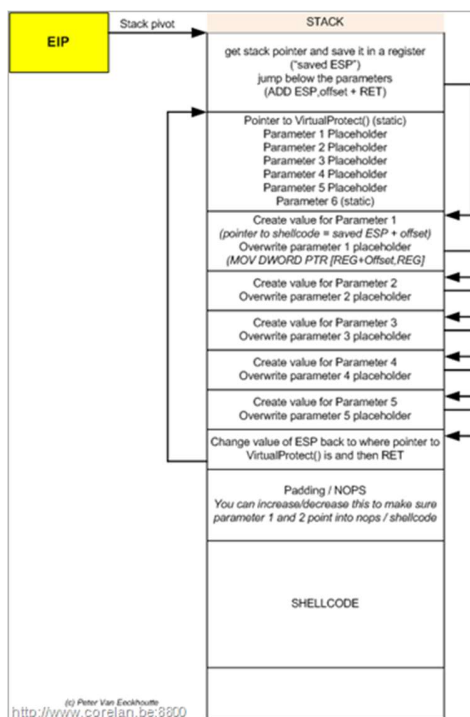 EIP
Stack pivot
STACK
get stack pointer and save it in a register
("saved ESP")
jump below the parameters
(ADD ESP,offset + RET)
Pointer to VirtualProtect() (static)
Parameter 1 Placeholder
Parameter 2 Placeholder
Parameter 3 Placeholder
Parameter 4 Placeholder
Parameter 5 Placeholder
Parameter 6 (static)
Create value for Parameter 1
(pointer to shellcode = saved ESP + offset)
Overwrite parameter 1 placeholder
(MOV DWORD PTR [REG+Offset,REG]
Create value for Parameter 2
Overwrite parameter 2 placeholder
Create value for Parameter 3
Overwrite parameter 3 placeholder
Create value for Parameter 4
Overwrite parameter 4 placeholder
Create value for Parameter 5
Overwrite parameter 5 placeholder
Change value of ESP back to where pointer to
VirtualProtect() is and then RET
Padding / NOPS
You can increase/decrease this to make sure
parameter 1 and 2 point into nops / shellcode
SHELLCODE
(c) Peter Van Eeckhoutte
http://www.corelan.be:8800